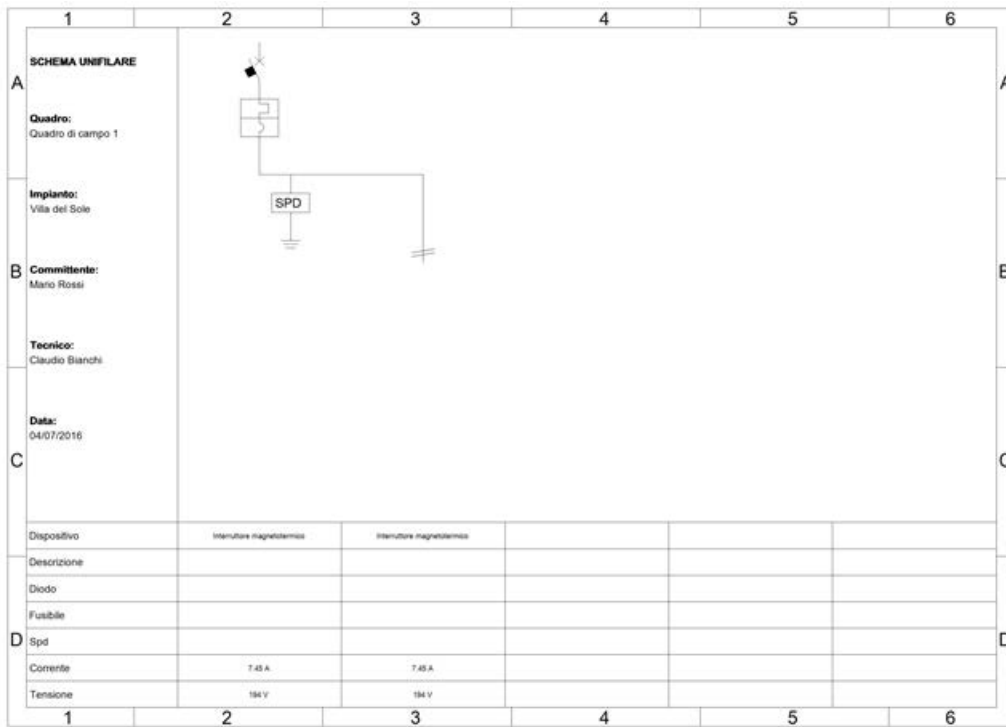 1 2 3 4 5 6
A A
SCHEMA UNIFILARE
Quadro:
Quadro di campo 1
Impianto:
Villa del Sole
SPD
B B
Committente:
Mario Rossi
Tecnico:
Claudio Bianchi
Data:
04/07/2016
C C
Dispositivo Interruttore magnetotermico Interruttore magnetotermico
Descrizione
Diodo
Fusibile
D Spd D
Corrente 7.45 A 7.45 A
Tensione 194 V 194 V
1 2 3 4 5 6